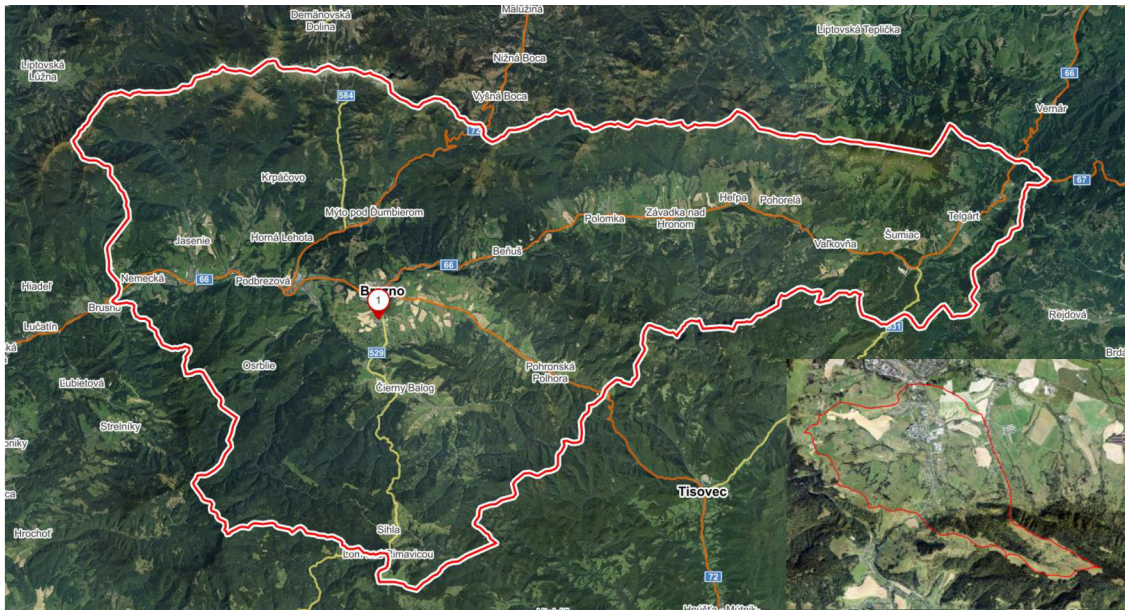 Demänovská
Dolina
Malužiná
Liptovská Teplička
Liptovská
Lúžna
Nižná Boca
66
584
Vyšná Boca
Vernár
72
Krpáčovo
67
Mýto pod Ďumbierom
Heľpa
Pohorelá
Závadka nad
Hronom
Polomka
Telgárt
Jasenie
Horná Lehota
Šumiac
Vaľkovňa
Beňuš
66
Nemecká
66
Podbrezová
Hiadeľ
Brusno
1
Lučatín
Rejdová
529
Osrblie
Pohronská
Polhora
Čierny Balog
Ľubietová
Strelníky
Tisovec
Hrochoť
Sihla
72